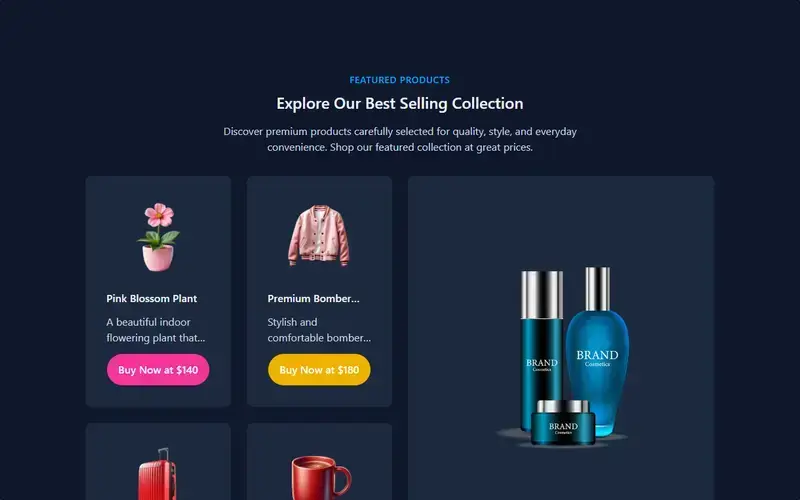 FEATURED PRODUCTS
Explore Our Best Selling Collection
Discover premium products carefully selected for quality, style, and everyday
convenience. Shop our featured collection at great prices.
Pink Blossom Plant
A beautiful indoor
flowering plant that...
Buy Now at $140
Premium Bomber...
Stylish and
comfortable bomber...
Buy Now at $180
BRAND
Cosmetics
BRAND
Cosmetics
BRAND
Cosmetics